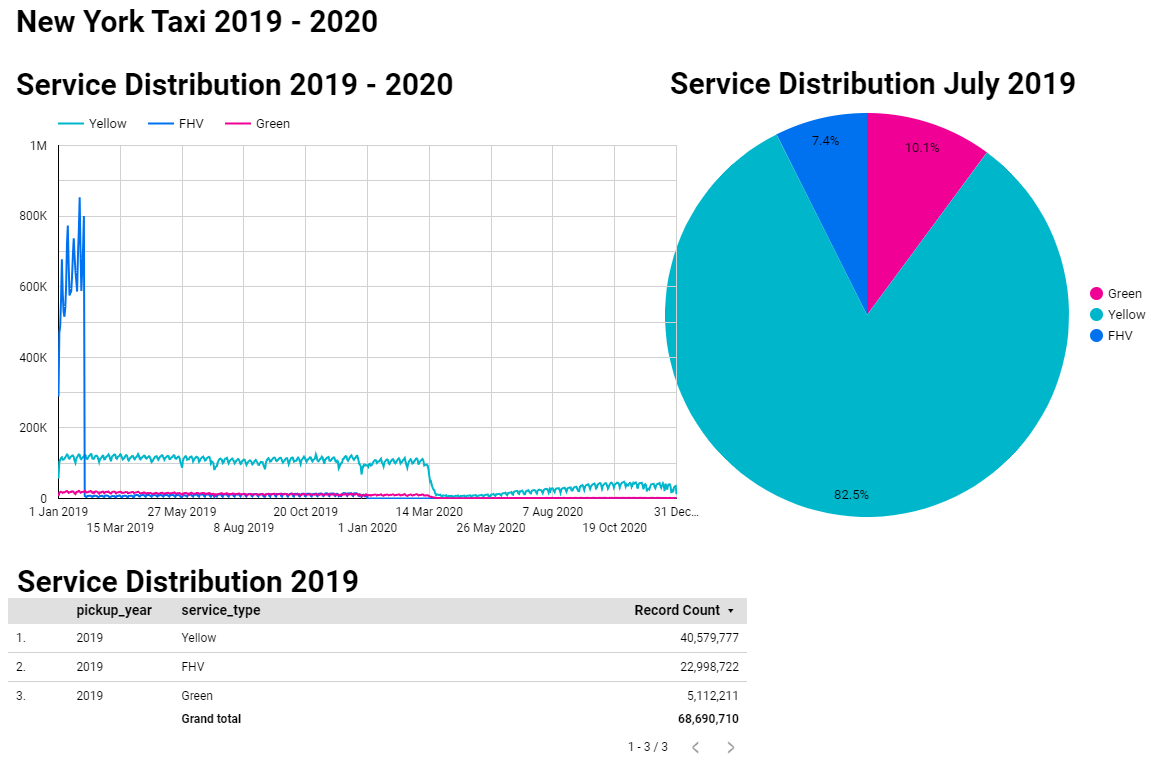 New York Taxi 2019 - 2020
Service Distribution 2019 - 2020
Yellow FHV Green
1M
800K
600K
400K
200K
0
1 Jan 2019 27 May 2019 20 Oct 2019 14 Mar 2020 7 Aug 2020 31 Dec...
15 Mar 2019 8 Aug 2019 1 Jan 2020 26 May 2020 19 Oct 2020
Service Distribution July 2019
7.4% 10.1%
82.5%
Green
Yellow
FHV
Service Distribution 2019
pickup_year service_type Record Count
1. 2019 Yellow 40,579,777
2. 2019 FHV 22,998,722
3. 2019 Green 5,112,211
Grand total 68,690,710
1 - 3 / 3